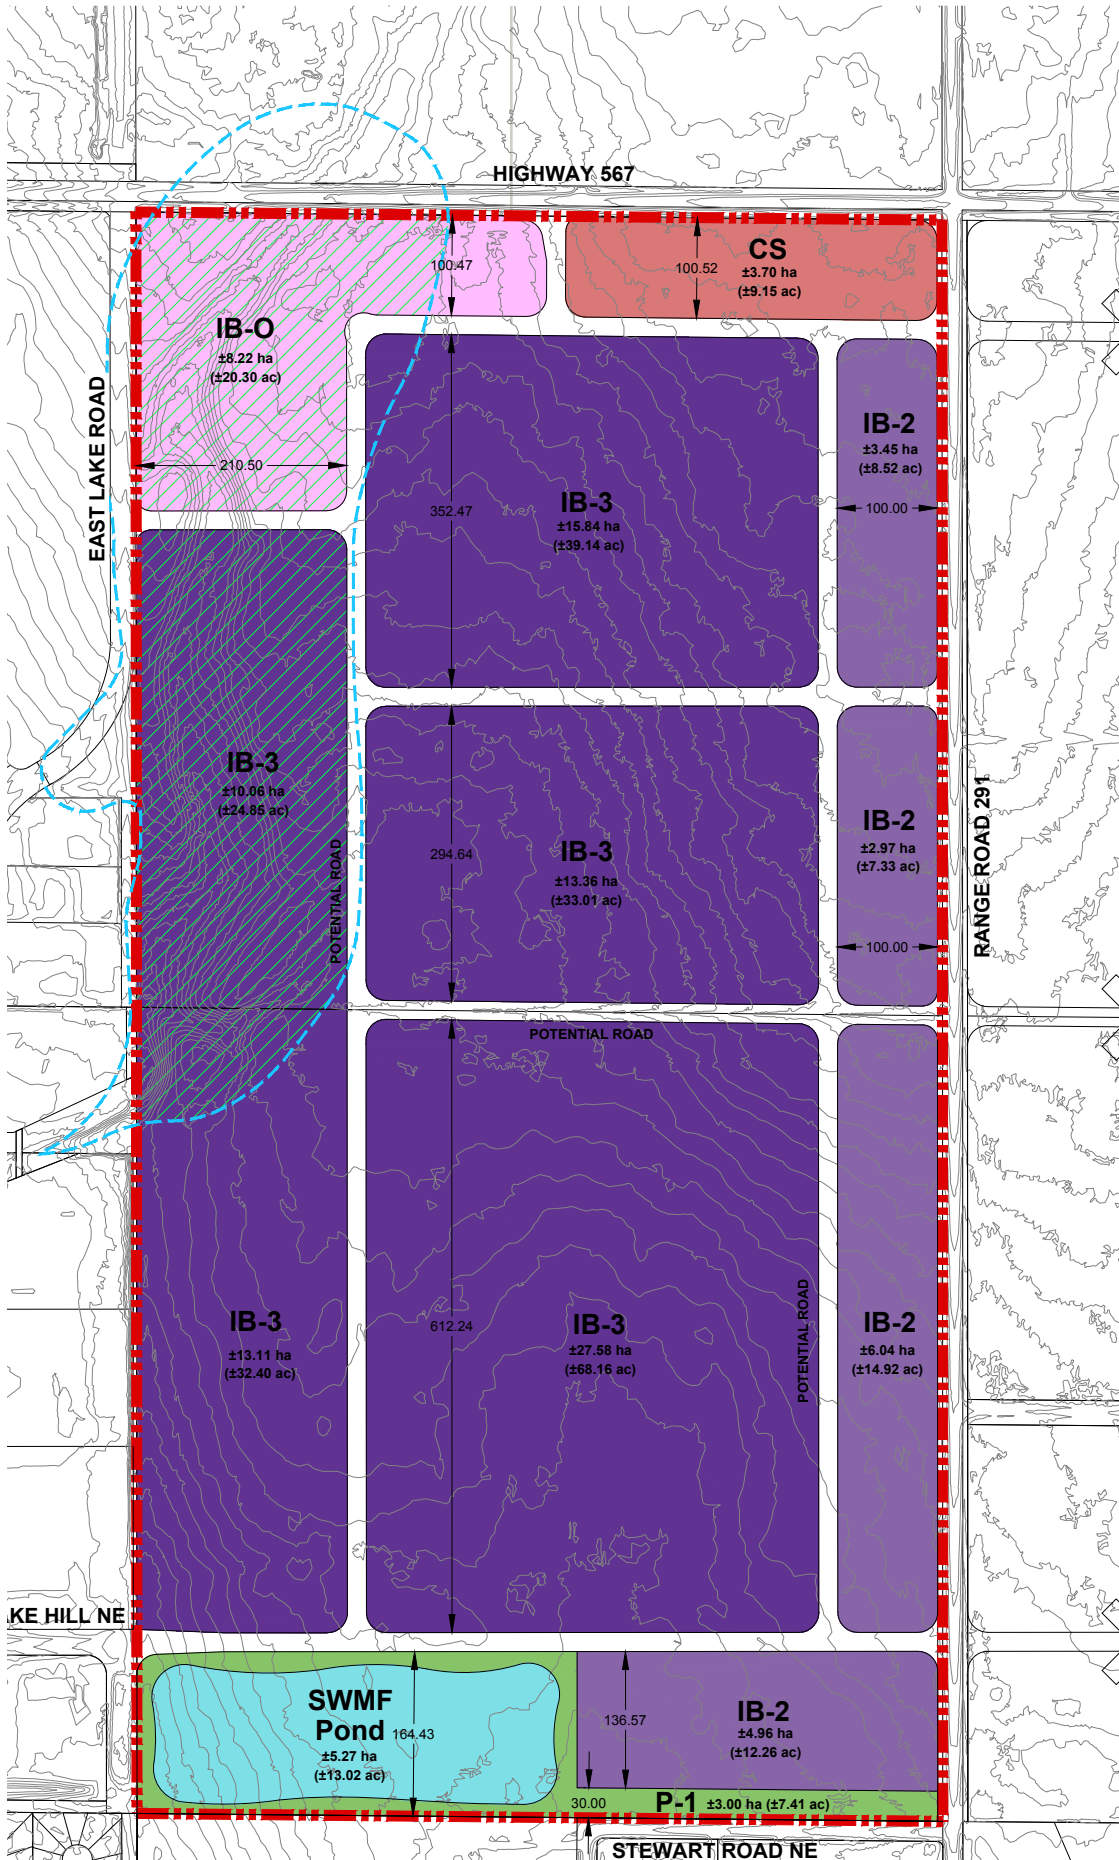 HIGHWAY 567
100.47
100.52
CS
±3.70 ha
(±9.15 ac)
IB-O
±8.22 ha
(±20.30 ac)
EAST LAKE ROAD
210.50
352.47
IB-3
±15.84 ha
(±39.14 ac)
IB-2
±3.45 ha
(±8.52 ac)
100.00
IB-3
±10.06 ha
(±24.85 ac)
POTENTIAL ROAD
294.64
IB-3
±13.36 ha
(±33.01 ac)
IB-2
±2.97 ha
(±7.33 ac)
100.00
RANGE ROAD 291
POTENTIAL ROAD
IB-3
±13.11 ha
(±32.40 ac)
612.24
IB-3
±27.58 ha
(±68.16 ac)
POTENTIAL ROAD
IB-2
±6.04 ha
(±14.92 ac)
AKE HILL NE
SWMF
Pond
±5.27 ha
(±13.02 ac)
164.43
136.57
IB-2
±4.96 ha
(±12.26 ac)
30.00
P-1 ±3.00 ha (±7.41 ac)
STEWART ROAD NE